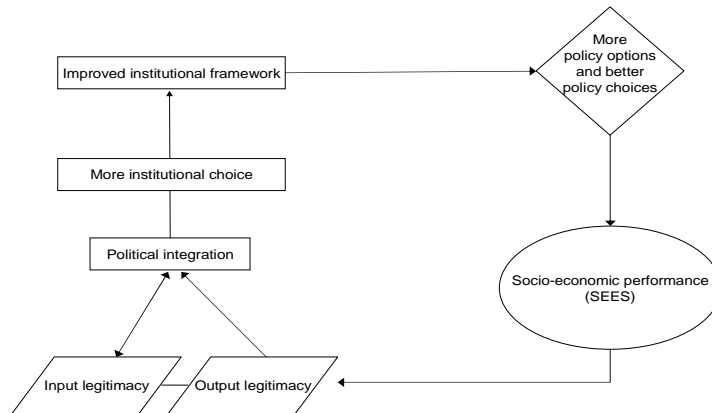 More
policy options
and better
policy choices
Improved institutional framework
More institutional choice
Political integration
Socio-economic performance
(SEES)
Input legitimacy
Output legitimacy